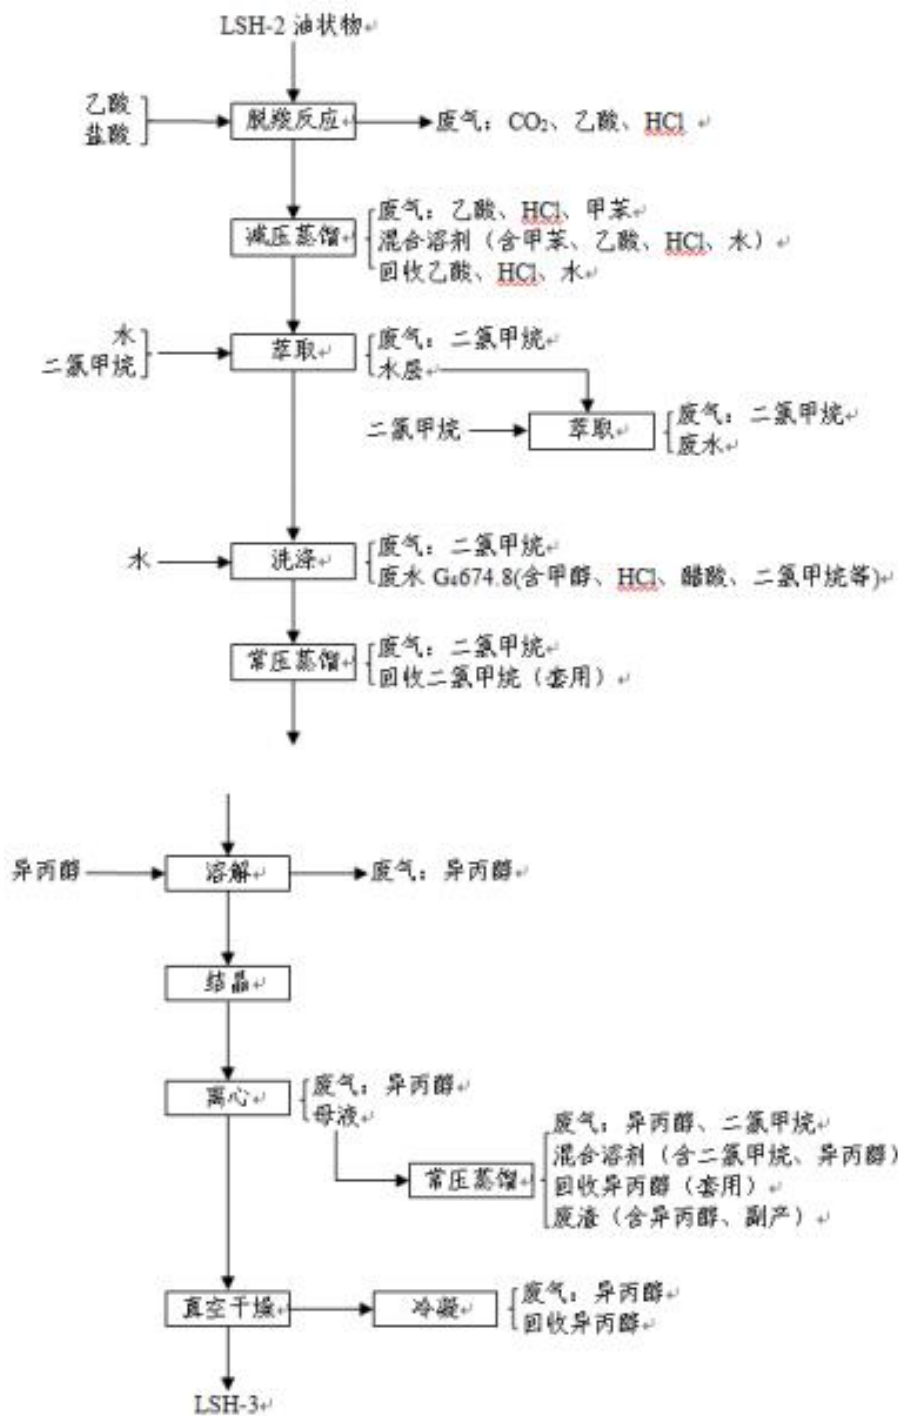 LSH-2 油状物
乙酸
盐酸
脱羧反应
废气：CO₂、乙酸、HCl
减压蒸馏
废气：乙酸、HCl、甲苯
混合溶剂（含甲苯、乙酸、HCl、水）
回收乙酸、HCl、水
水
二氯甲烷
萃取
废气：二氯甲烷
水层
二氯甲烷
萃取
废气：二氯甲烷
废水
水
洗涤
废气：二氯甲烷
废水 G₄674.8(含甲醇、HCl、醋酸、二氯甲烷等)
常压蒸馏
废气：二氯甲烷
回收二氯甲烷（套用）
异丙醇
溶解
废气：异丙醇
结晶
离心
废气：异丙醇
母液
常压蒸馏
废气：异丙醇、二氯甲烷
混合溶剂（含二氯甲烷、异丙醇）
回收异丙醇（套用）
废渣（含异丙醇、副产）
真空干燥
冷凝
废气：异丙醇
回收异丙醇
LSH-3